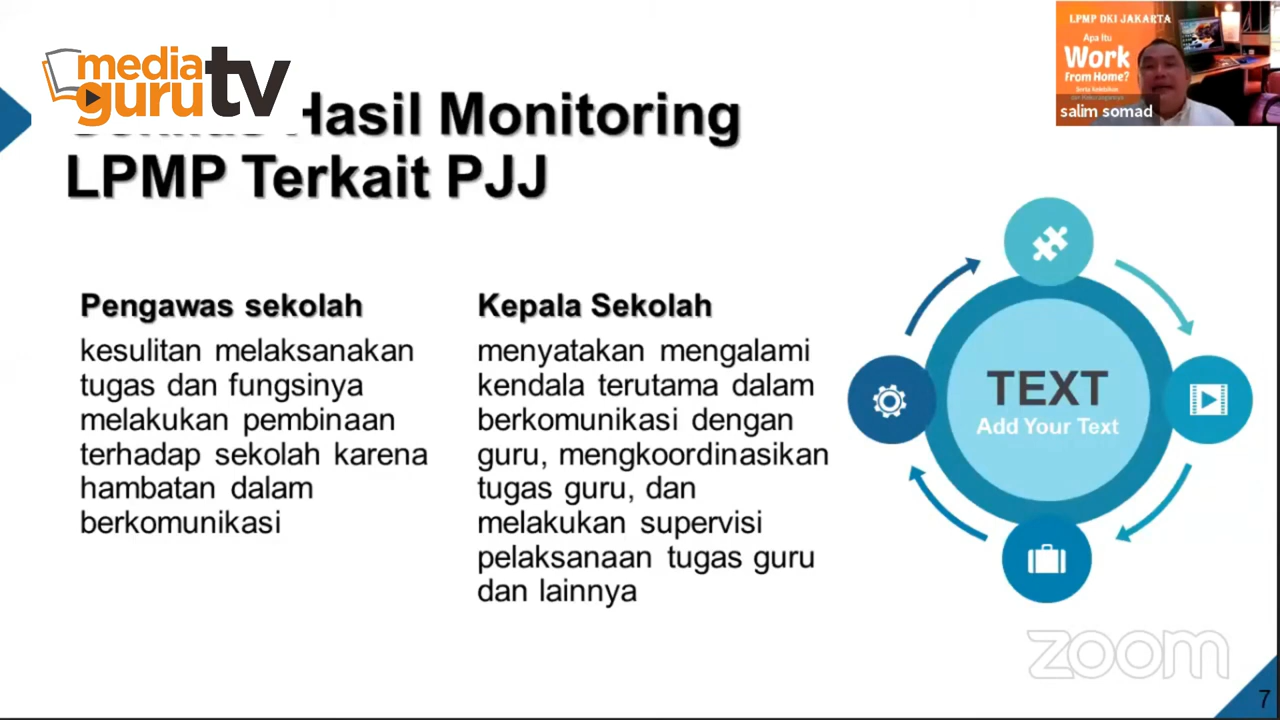 media
guru tv
Hasil Monitoring
LPMP Terkait PJJ
Pengawas sekolah
kesulitan melaksanakan
tugas dan fungsinya
melakukan pembinaan
terhadap sekolah karena
hambatan dalam
berkomunikasi
Kepala Sekolah
menyatakan mengalami
kendala terutama dalam
berkomunikasi dengan
guru, mengkoordinasikan
tugas guru, dan
melakukan supervisi
pelaksanaan tugas guru
dan lainnya
TEXT
Add Your Text
LPMP DKI JAKARTA
Apa Itu
Work
From Home?
salim somad
zoom
7